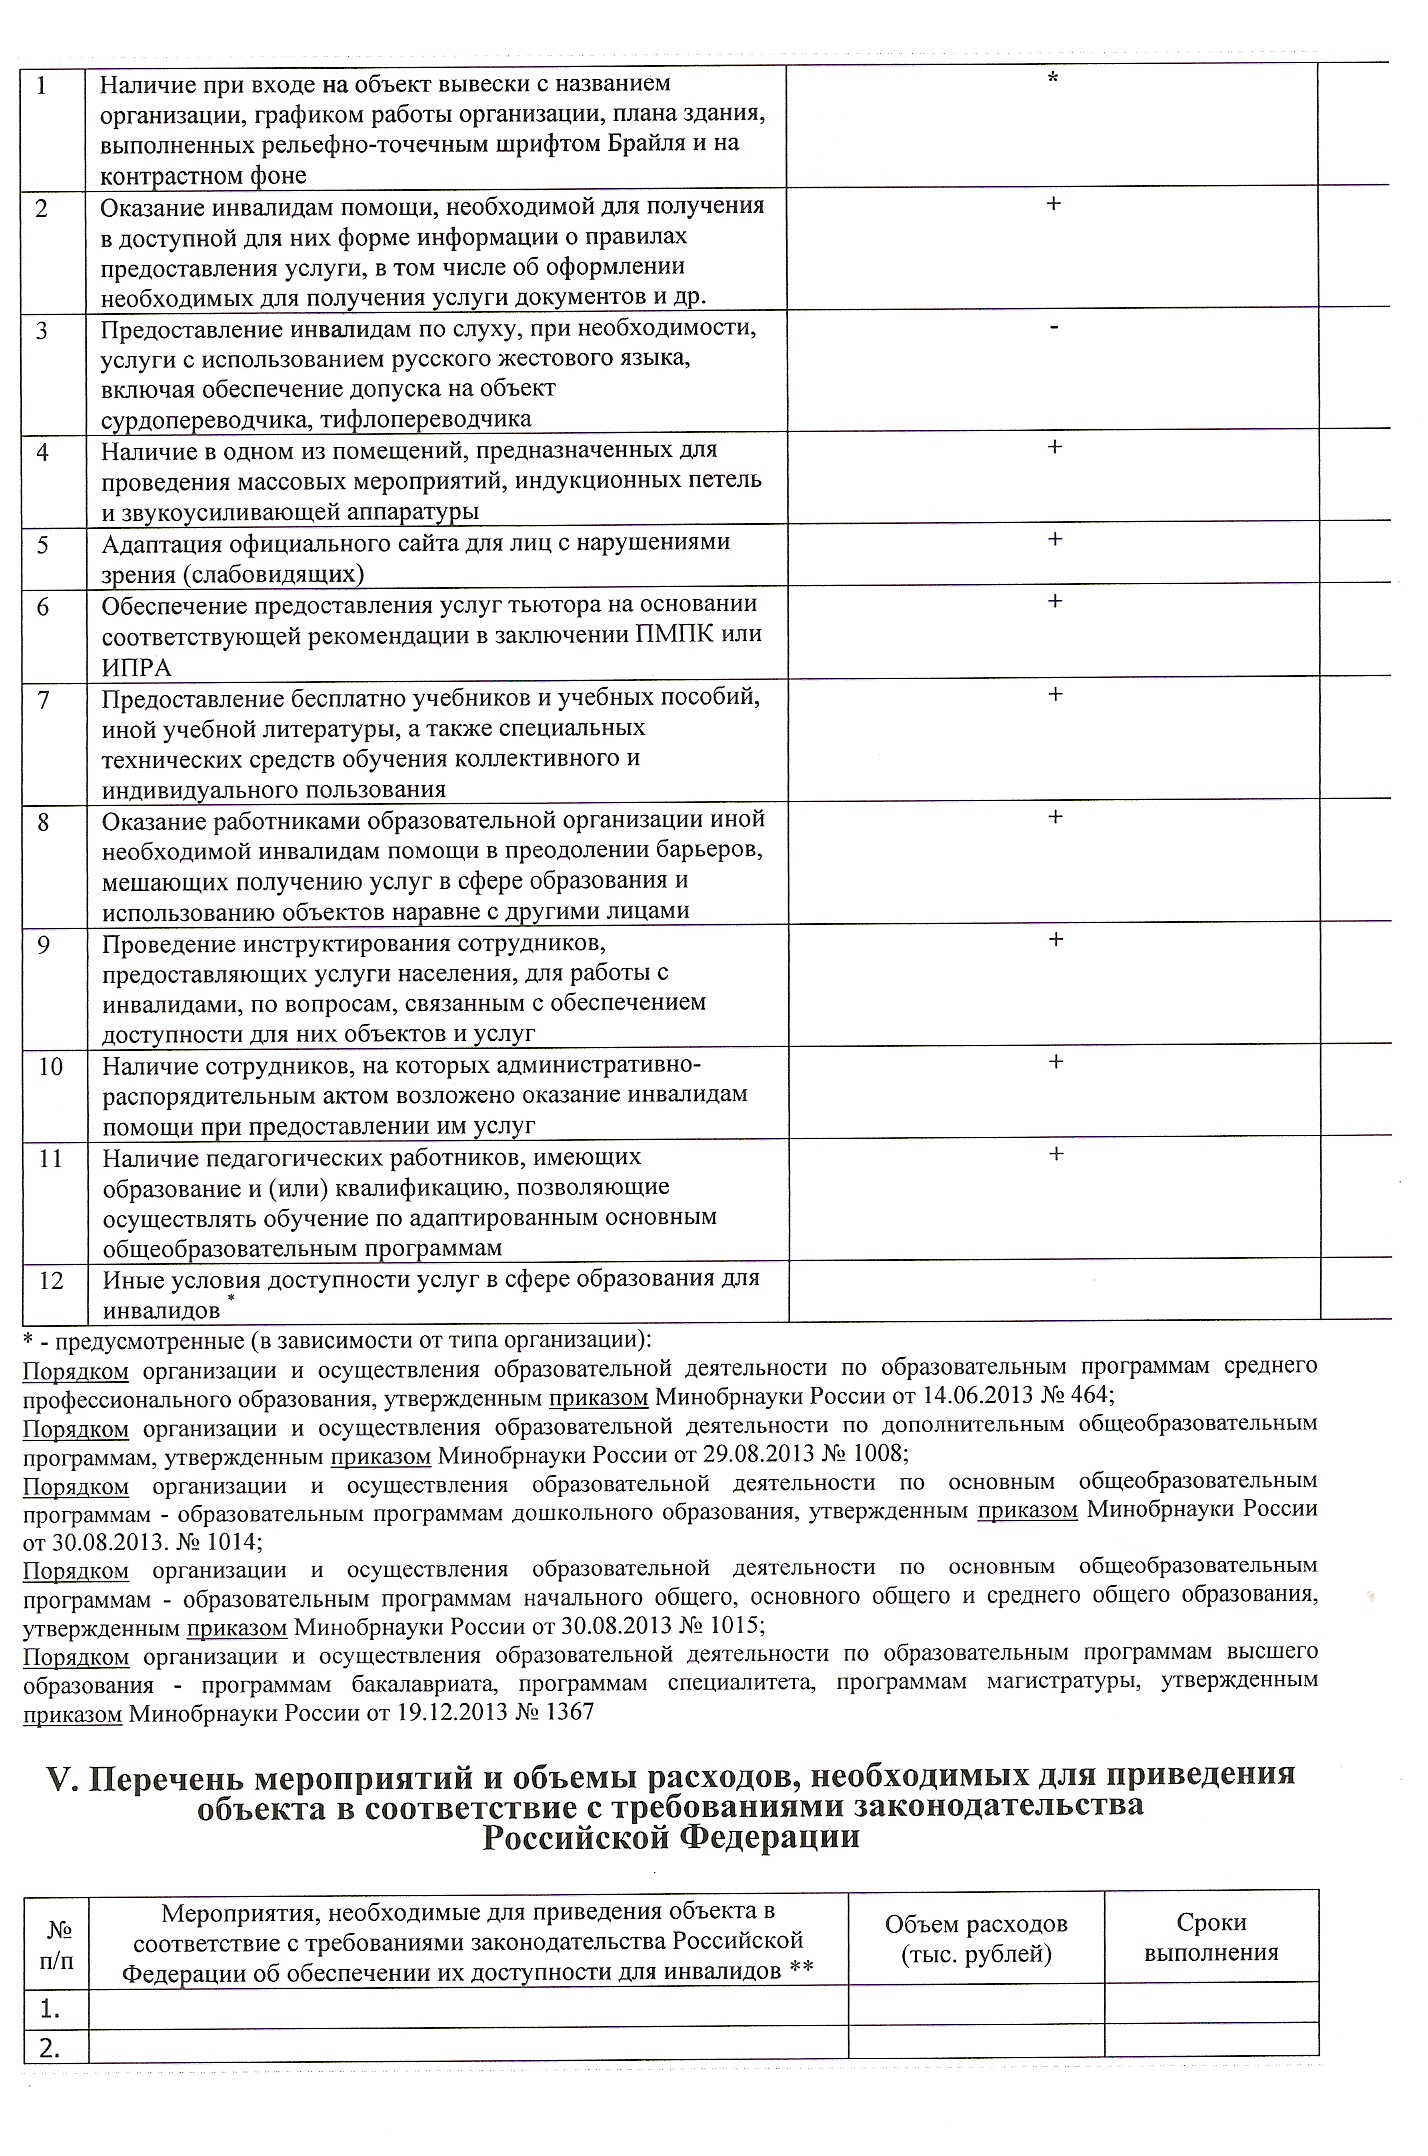 1 Наличие при входе на объект вывески с названием *
организации, графиком работы организации, плана здания,
выполненных рельефно-точечным шрифтом Брайля и на
контрастном фоне
2 Оказание инвалидам помощи, необходимой для получения +
в доступной для них форме информации о правилах
предоставления услуги, в том числе об оформлении
необходимых для получения услуги документов и др.
3 Предоставление инвалидам по слуху, при необходимости, -
услуги с использованием русского жестового языка,
включая обеспечение допуска на объект
сурдопереводчика, тифлопереводчика
4 Наличие в одном из помещений, предназначенных для +
проведения массовых мероприятий, индукционных петель
и звукоусиливающей аппаратуры
5 Адаптация официального сайта для лиц с нарушениями +
зрения (слабовидящих)
6 Обеспечение предоставления услуг тьютора на основании +
соответствующей рекомендации в заключении ПМПК или
ИПРА
7 Предоставление бесплатно учебников и учебных пособий, +
иной учебной литературы, а также специальных
технических средств обучения коллективного и
индивидуального пользования
8 Оказание работниками образовательной организации иной +
необходимой инвалидам помощи в преодолении барьеров,
мешающих получению услуг в сфере образования и
использованию объектов наравне с другими лицами
9 Проведение инструктирования сотрудников, +
предоставляющих услуги населения, для работы с
инвалидами, по вопросам, связанным с обеспечением
доступности для них объектов и услуг
10 Наличие сотрудников, на которых административно- +
распорядительным актом возложено оказание инвалидам
помощи при предоставлении им услуг
11 Наличие педагогических работников, имеющих +
образование и (или) квалификацию, позволяющие
осуществлять обучение по адаптированным основным
общеобразовательным программам
12 Иные условия доступности услуг в сфере образования для
инвалидов *
* - предусмотренные (в зависимости от типа организации):
Порядком организации и осуществления образовательной деятельности по образовательным программам среднего
профессионального образования, утвержденным приказом Минобрнауки России от 14.06.2013 № 464;
Порядком организации и осуществления образовательной деятельности по дополнительным общеобразовательным
программам, утвержденным приказом Минобрнауки России от 29.08.2013 № 1008;
Порядком организации и осуществления образовательной деятельности по основным общеобразовательным
программам - образовательным программам дошкольного образования, утвержденным приказом Минобрнауки России
от 30.08.2013. № 1014;
Порядком организации и осуществления образовательной деятельности по основным общеобразовательным
программам - образовательным программам начального общего, основного общего и среднего общего образования,
утвержденным приказом Минобрнауки России от 30.08.2013 № 1015;
Порядком организации и осуществления образовательной деятельности по образовательным программам высшего
образования - программам бакалавриата, программам специалитета, программам магистратуры, утвержденным
приказом Минобрнауки России от 19.12.2013 № 1367
V. Перечень мероприятий и объемы расходов, необходимых для приведения
объекта в соответствие с требованиями законодательства
Российской Федерации
№
п/п
Мероприятия, необходимые для приведения объекта в
соответствие с требованиями законодательства Российской
Федерации об обеспечении их доступности для инвалидов **
Объем расходов
(тыс. рублей)
Сроки
выполнения
1.
2.